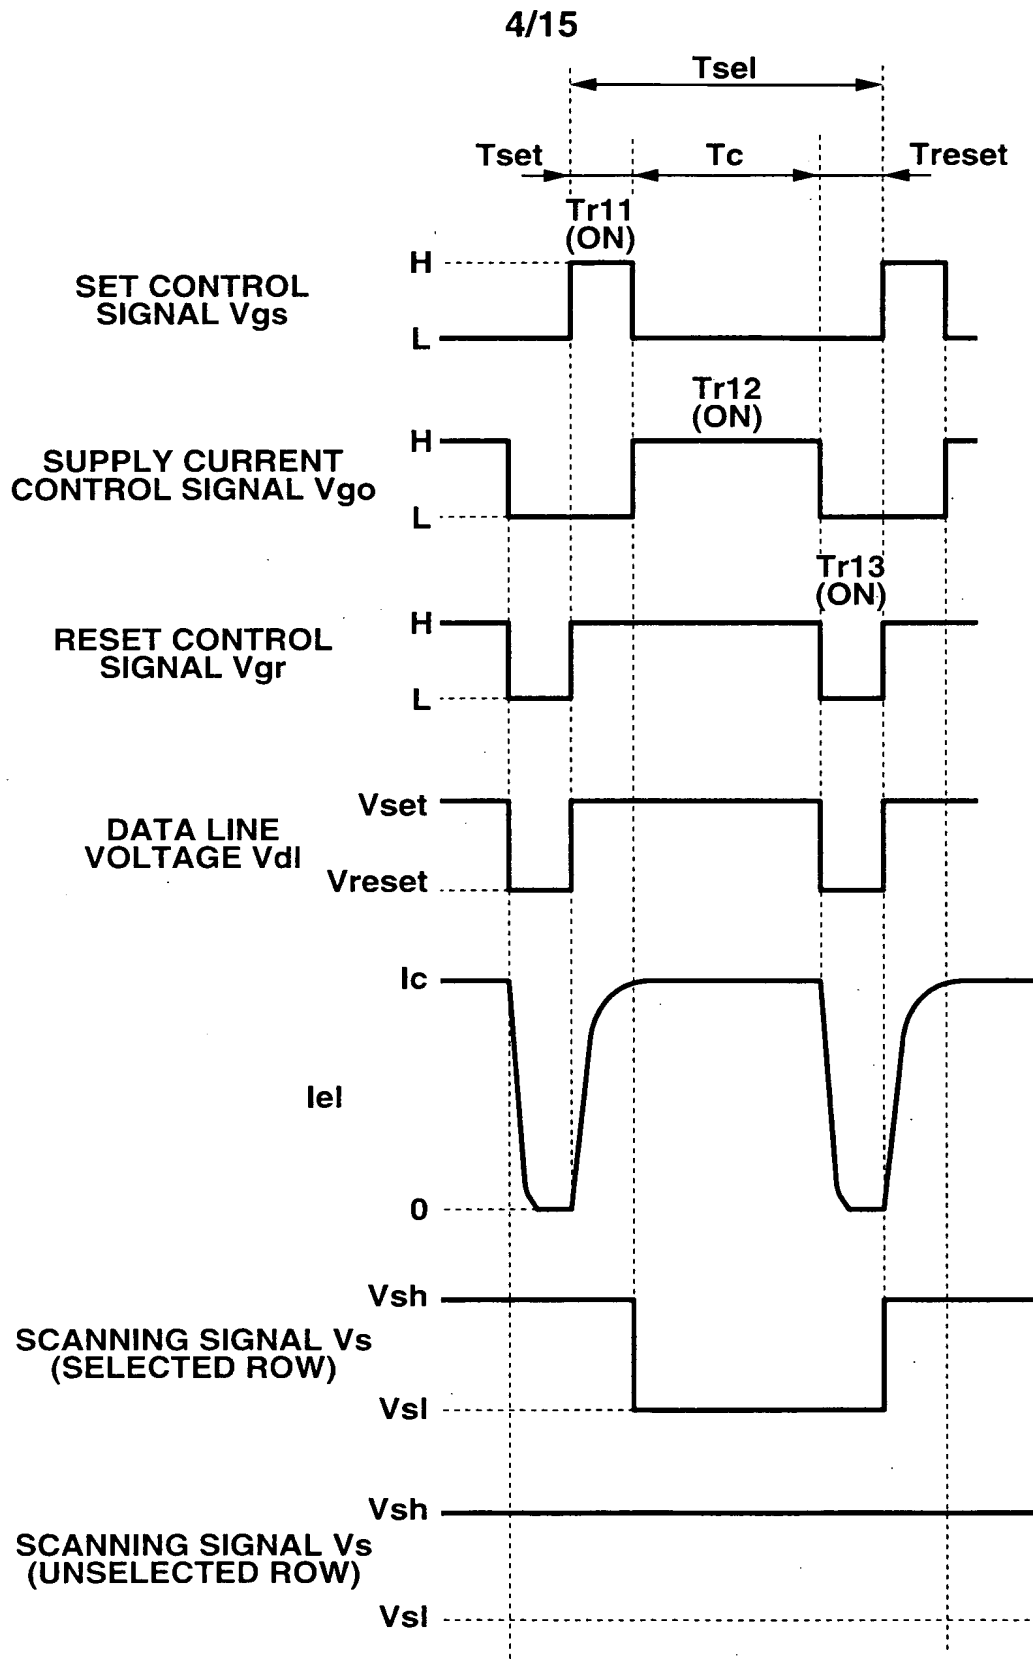 4/15
Tsel
Tset
Tc
Treset
Tr11
(ON)
SET CONTROL
SIGNAL Vgs
H
L
Tr12
(ON)
SUPPLY CURRENT
CONTROL SIGNAL Vgo
H
L
Tr13
(ON)
RESET CONTROL
SIGNAL Vgr
H
L
DATA LINE
VOLTAGE Vdl
Vset
Vreset
Ic
Iel
0
SCANNING SIGNAL Vs
(SELECTED ROW)
Vsh
Vsl
SCANNING SIGNAL Vs
(UNSELECTED ROW)
Vsh
Vsl